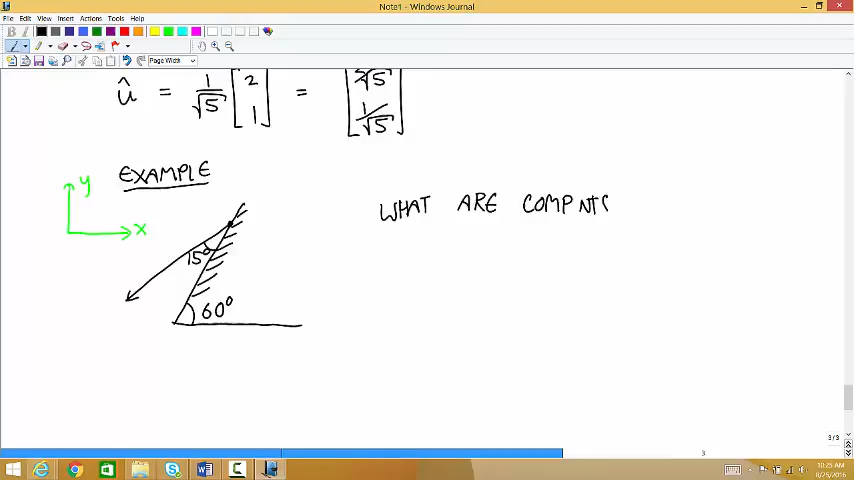 Note1 - Windows Journal
File Edit View Insert Actions Tools Help
Page Width
û = 1/√5 [2 1] = [2/√5 1/√5]
EXAMPLE
y
x
WHAT ARE COMPNTS
15°
60°
3/3
3
10:25 AM
8/25/2016